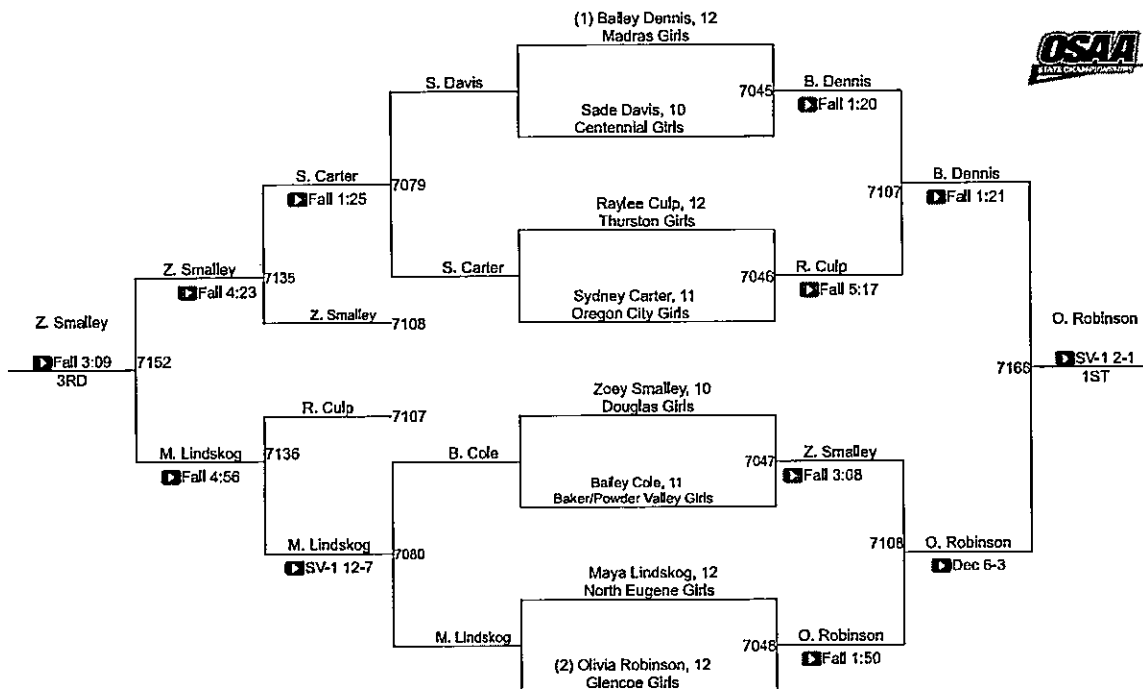 (1) Bailey Dennis, 12
Madras Girls
OSAA
STATE CHAMPIONSHIPS
S. Davis
7045
B. Dennis
Fall 1:20
Sade Davis, 10
Centennial Girls
S. Carter
Fall 1:25
7079
7107
B. Dennis
Fall 1:21
Raylee Culp, 12
Thurston Girls
Z. Smalley
Fall 4:23
7135
S. Carter
7046
R. Culp
Fall 5:17
Sydney Carter, 11
Oregon City Girls
Z. Smalley
7108
Z. Smalley
Fall 3:09
3RD
7152
O. Robinson
7165
SV-1 2-1
1ST
Zoey Smalley, 10
Douglas Girls
R. Culp
7107
M. Lindskog
Fall 4:56
7136
B. Cole
7047
Z. Smalley
Fall 3:08
Bailey Cole, 11
Baker/Powder Valley Girls
M. Lindskog
SV-1 12-7
7080
7108
O. Robinson
Dec 6-3
Maya Lindskog, 12
North Eugene Girls
M. Lindskog
7048
O. Robinson
Fall 1:50
(2) Olivia Robinson, 12
Glencoe Girls